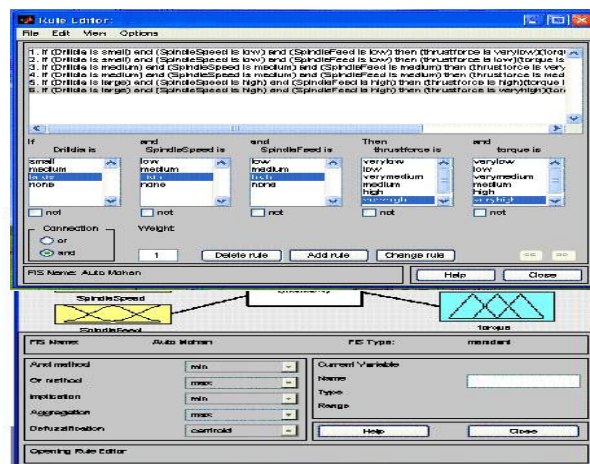 Rule Editor:
File Edit View Options
1. If (Drilldia is small) and (SpindleSpeed is low) and (SpindleFeed is low) then (thrustforce is verylow)(torqu
2. If (Drilldia is small) and (SpindleSpeed is low) and (SpindleFeed is low) then (thrustforce is low)(torque is
3. If (Drilldia is medium) and (SpindleSpeed is medium) and (SpindleFeed is medium) then (thrustforce is very
4. If (Drilldia is medium) and (SpindleSpeed is medium) and (SpindleFeed is medium) then (thrustforce is med
5. If (Drilldia is large) and (SpindleSpeed is high) and (SpindleFeed is high) then (thrustforce is high)(torque i
6. If (Drilldia is large) and (SpindleSpeed is high) and (SpindleFeed is high) then (thrustforce is veryhigh)(tor
If and and Then and
Drilldia is SpindleSpeed is SpindleFeed is thrustforce is torque is
small low low verylow verylow
medium medium medium low low
large high high verymedium verymedium
none none none medium medium
high high
veryhigh veryhigh
not not not not not
Connection Weight:
or
and 1 Delete rule Add rule Change rule << >>
FIS Name: Auto Mohan Help Close
SpindleSpeed
SpindleFeed torque
FIS Name: Auto Mohan FIS Type: mamdani
And method min Current Variable
Or method max Name
Implication min Type
Aggregation max Range
Defuzzification centroid Help Close
Opening Rule Editor